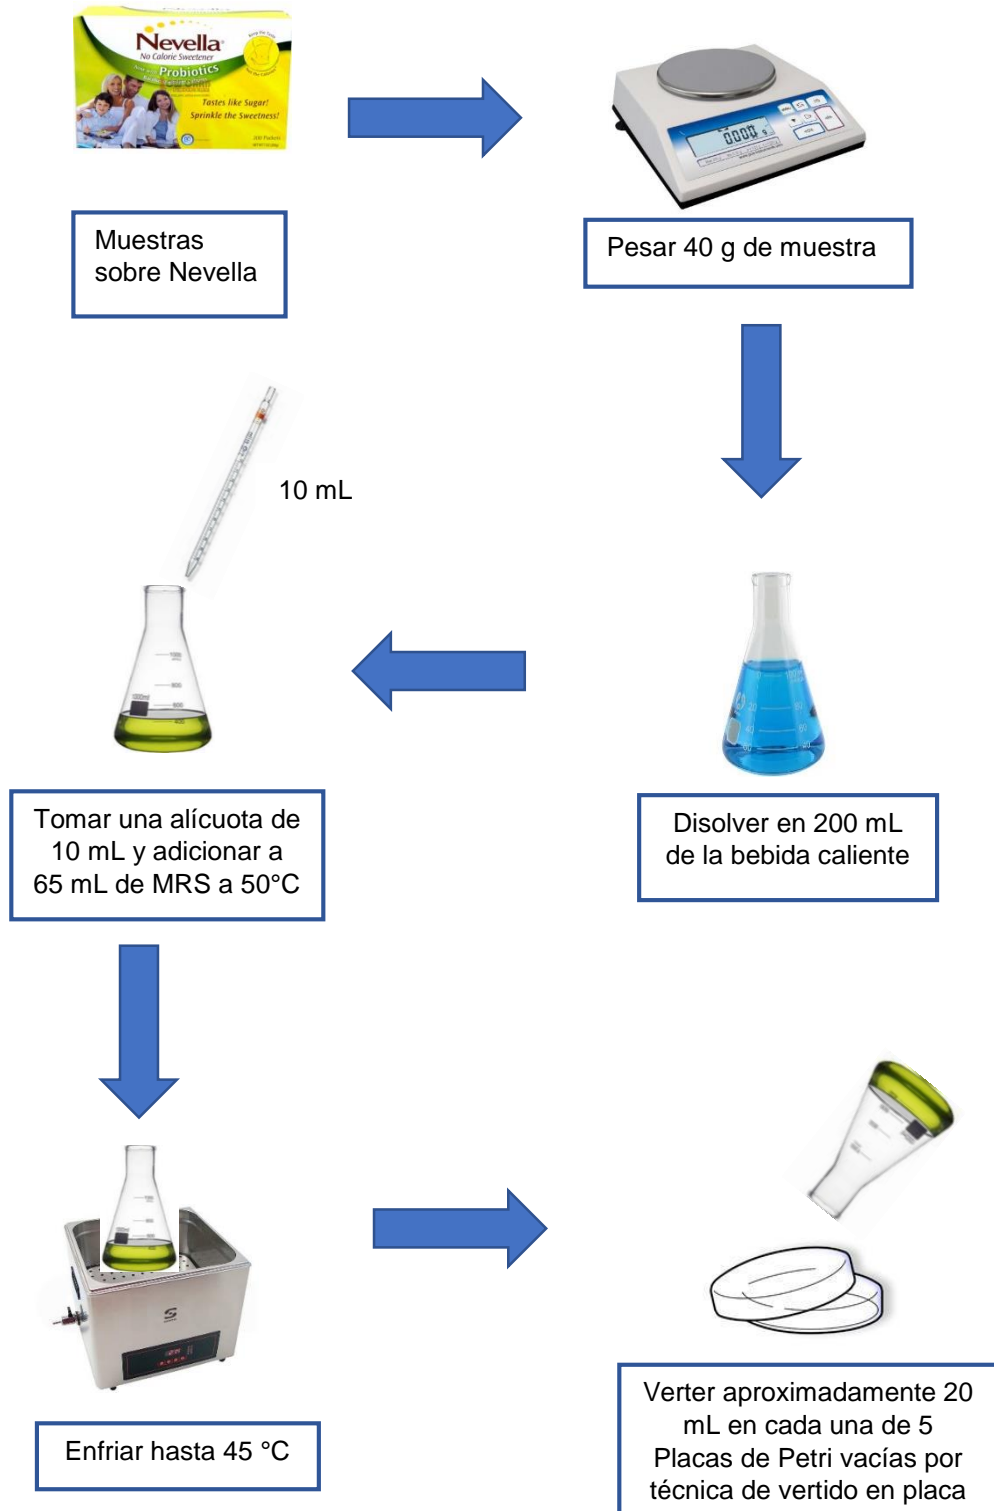 Nevella
No Calorie Sweetener
Probiotics
Tastes like Sugar!
Sprinkle the Sweetness!
Muestras
sobre Nevella
0.000 g
Pesar 40 g de muestra
10 mL
1000ml
Tomar una alícuota de
10 mL y adicionar a
65 mL de MRS a 50°C
Disolver en 200 mL
de la bebida caliente
S
Enfriar hasta 45 °C
Verter aproximadamente 20
mL en cada una de 5
Placas de Petri vacías por
técnica de vertido en placa